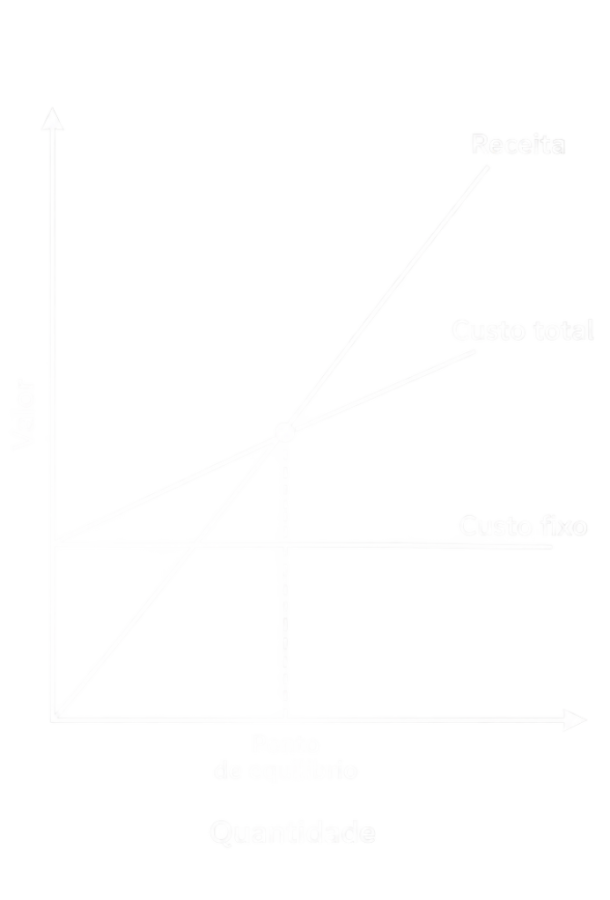 Receita
Custo total
Valor
Custo fixo
Ponto
de equilíbrio
Quantidade